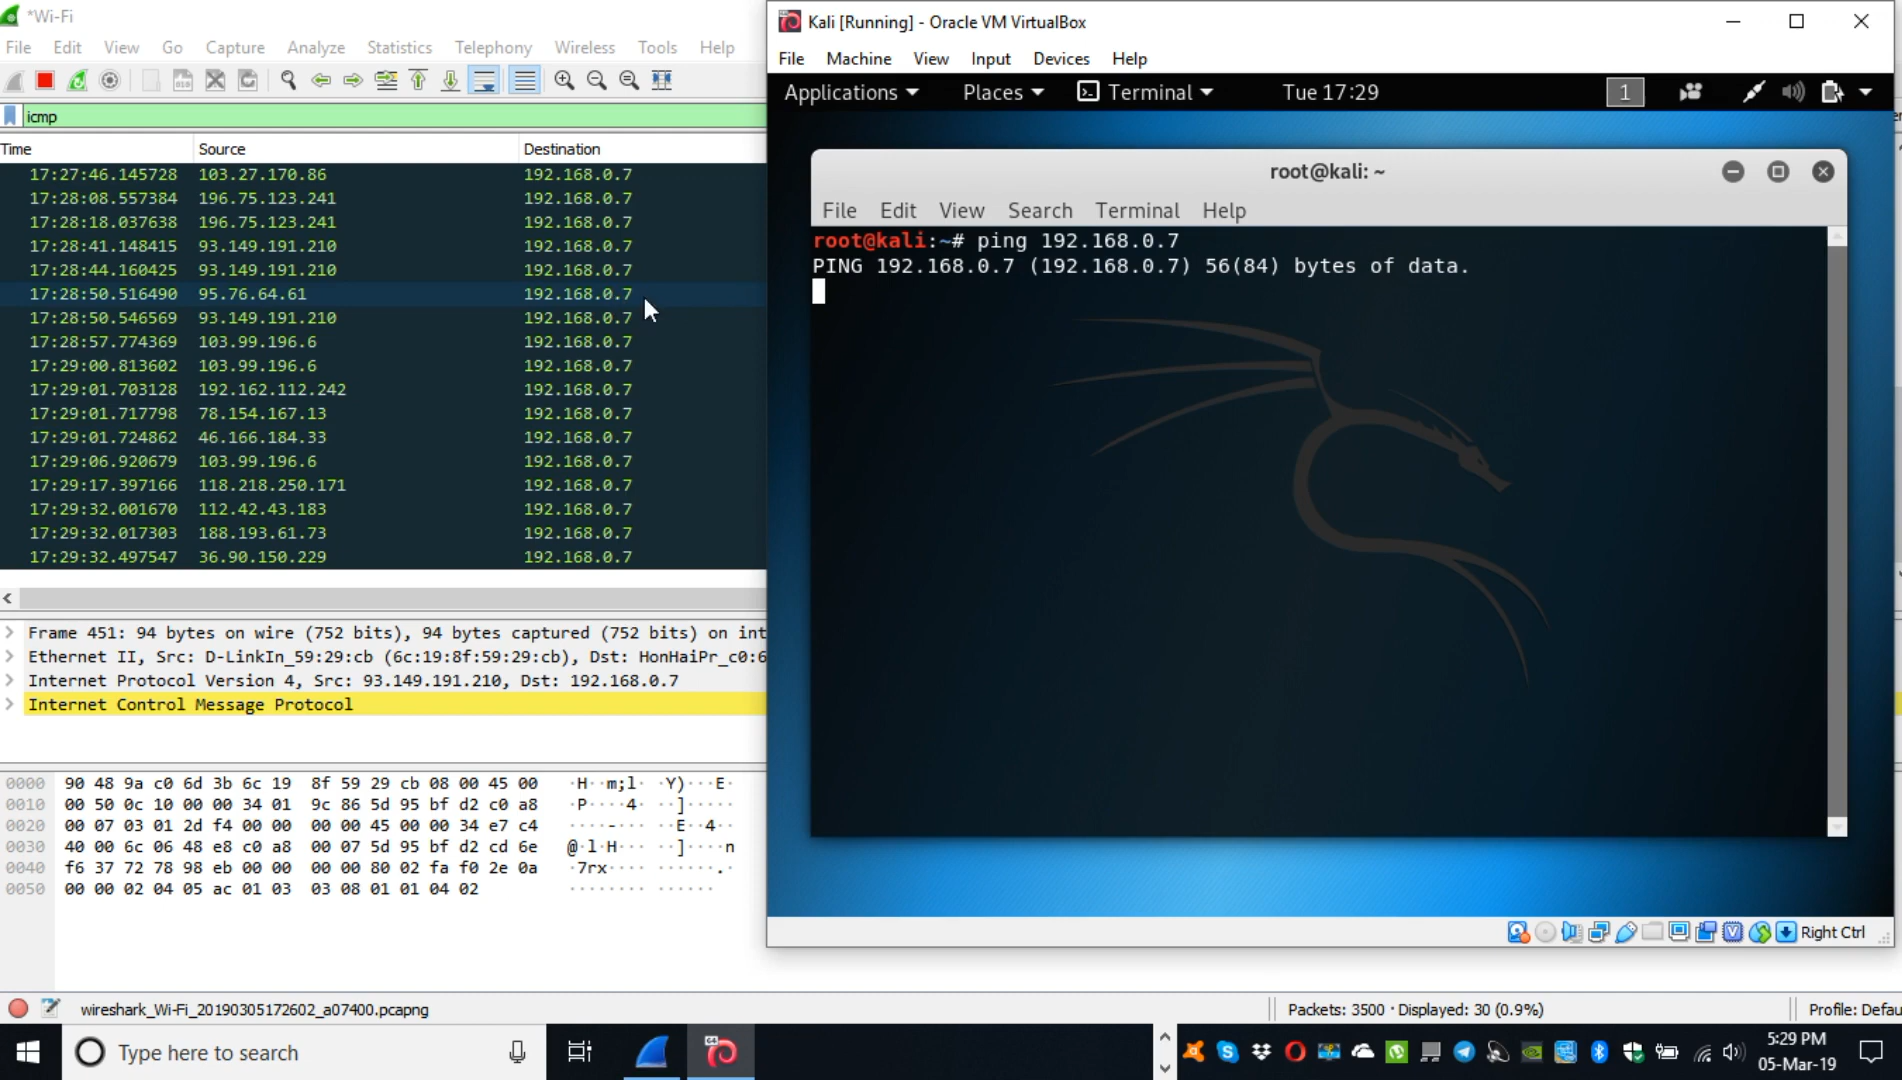 *Wi-Fi
File Edit View Go Capture Analyze Statistics Telephony Wireless Tools Help
icmp
Time Source Destination
17:27:46.145728 103.27.170.86 192.168.0.7
17:28:08.557384 196.75.123.241 192.168.0.7
17:28:18.037638 196.75.123.241 192.168.0.7
17:28:41.148415 93.149.191.210 192.168.0.7
17:28:44.160425 93.149.191.210 192.168.0.7
17:28:50.516490 95.76.64.61 192.168.0.7
17:28:50.546569 93.149.191.210 192.168.0.7
17:28:57.774369 103.99.196.6 192.168.0.7
17:29:00.813602 103.99.196.6 192.168.0.7
17:29:01.703128 192.162.112.242 192.168.0.7
17:29:01.717798 78.154.167.13 192.168.0.7
17:29:01.724862 46.166.184.33 192.168.0.7
17:29:06.920679 103.99.196.6 192.168.0.7
17:29:17.397166 118.218.250.171 192.168.0.7
17:29:32.001670 112.42.43.183 192.168.0.7
17:29:32.017303 188.193.61.73 192.168.0.7
17:29:32.497547 36.90.150.229 192.168.0.7
Frame 451: 94 bytes on wire (752 bits), 94 bytes captured (752 bits) on int
Ethernet II, Src: D-LinkIn_59:29:cb (6c:19:8f:59:29:cb), Dst: HonHaiPr_c0:6
Internet Protocol Version 4, Src: 93.149.191.210, Dst: 192.168.0.7
Internet Control Message Protocol
0000 90 48 9a c0 6d 3b 6c 19 8f 59 29 cb 08 00 45 00 ·H··m;l· ·Y)···E·
0010 00 50 0c 10 00 00 34 01 9c 86 5d 95 bf d2 c0 a8 ·P····4· ··]·····
0020 00 07 03 01 2d f4 00 00 00 00 45 00 00 34 e7 c4 ····-··· ··E··4··
0030 40 00 6c 06 48 e8 c0 a8 00 07 5d 95 bf d2 cd 6e @·l·H··· ··]····n
0040 f6 37 72 78 98 eb 00 00 00 00 80 02 fa f0 2e 0a ·7rx···· ······.·
0050 00 00 02 04 05 ac 01 03 03 08 01 01 04 02 ········ ······
wireshark_Wi-Fi_20190305172602_a07400.pcapng
Packets: 3500 · Displayed: 30 (0.9%)
Profile: Defau
Kali [Running] - Oracle VM VirtualBox
File Machine View Input Devices Help
Applications Places Terminal Tue 17:29 1
root@kali: ~
File Edit View Search Terminal Help
root@kali:~# ping 192.168.0.7
PING 192.168.0.7 (192.168.0.7) 56(84) bytes of data.
Right Ctrl
Type here to search
64
5:29 PM
05-Mar-19